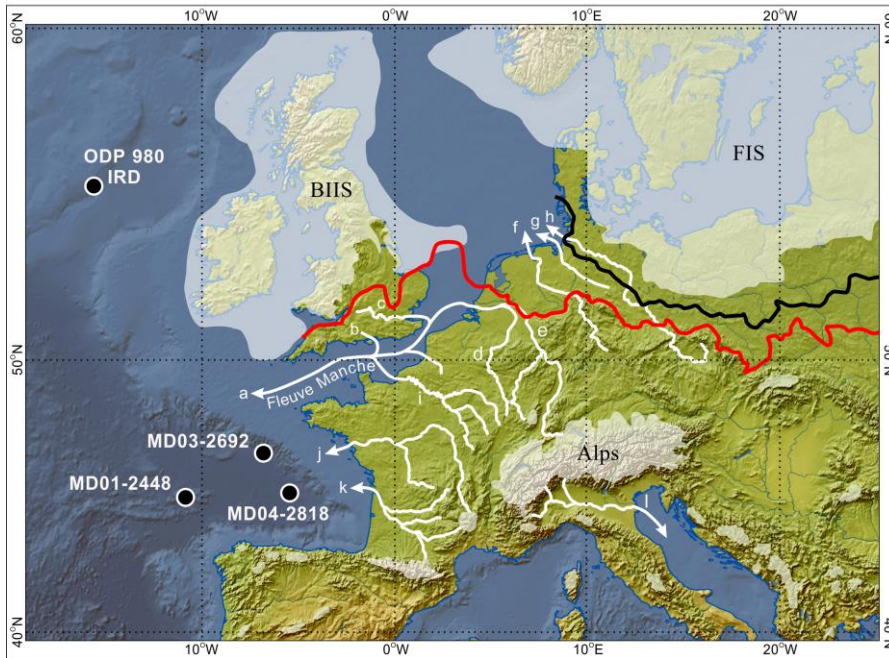 10°W
0°W
10°E
20°E
60°N
ODP 980
IRD
BIIS
FIS
f
g
h
c
b
50°N
Fleuve Manche
a
d
e
i
MD03-2692
j
Alps
MD01-2448
k
MD04-2818
l
40°N
10°W
0°W
10°E
20°E